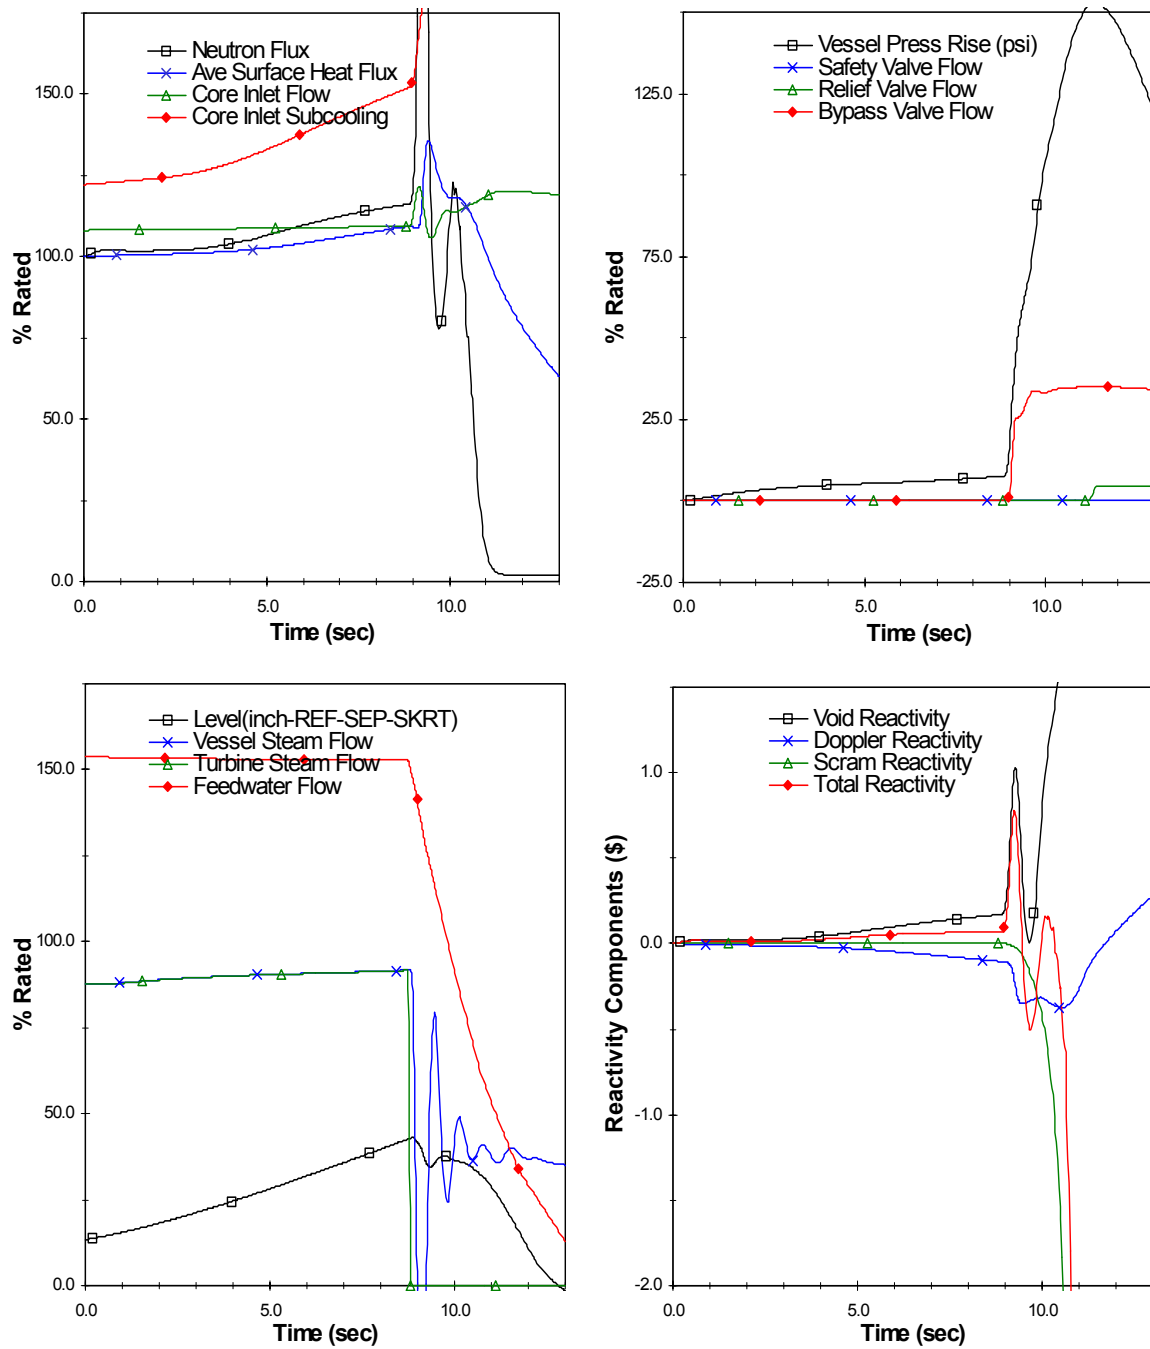 Neutron Flux
Ave Surface Heat Flux
Core Inlet Flow
Core Inlet Subcooling
150.0
100.0
50.0
0.0
% Rated
0.0
5.0
10.0
Time (sec)
Vessel Press Rise (psi)
Safety Valve Flow
Relief Valve Flow
Bypass Valve Flow
125.0
75.0
25.0
-25.0
% Rated
0.0
5.0
10.0
Time (sec)
Level(inch-REF-SEP-SKRT)
Vessel Steam Flow
Turbine Steam Flow
Feedwater Flow
150.0
100.0
50.0
0.0
% Rated
0.0
5.0
10.0
Time (sec)
Void Reactivity
Doppler Reactivity
Scram Reactivity
Total Reactivity
1.0
0.0
-1.0
-2.0
Reactivity Components ($)
0.0
5.0
10.0
Time (sec)